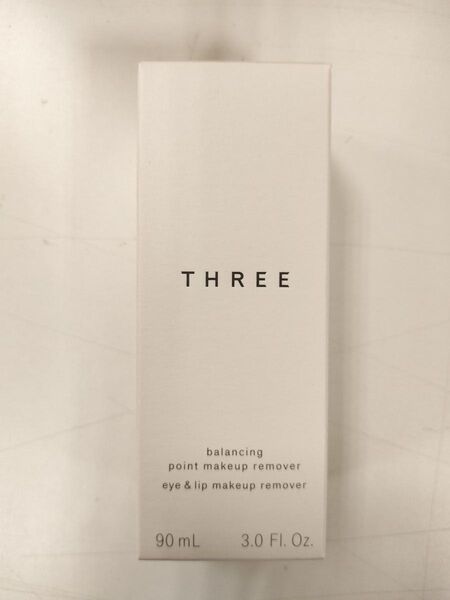 THREE
balancing
point makeup remover
eye & lip makeup remover
90 mL 3.0 Fl. Oz.